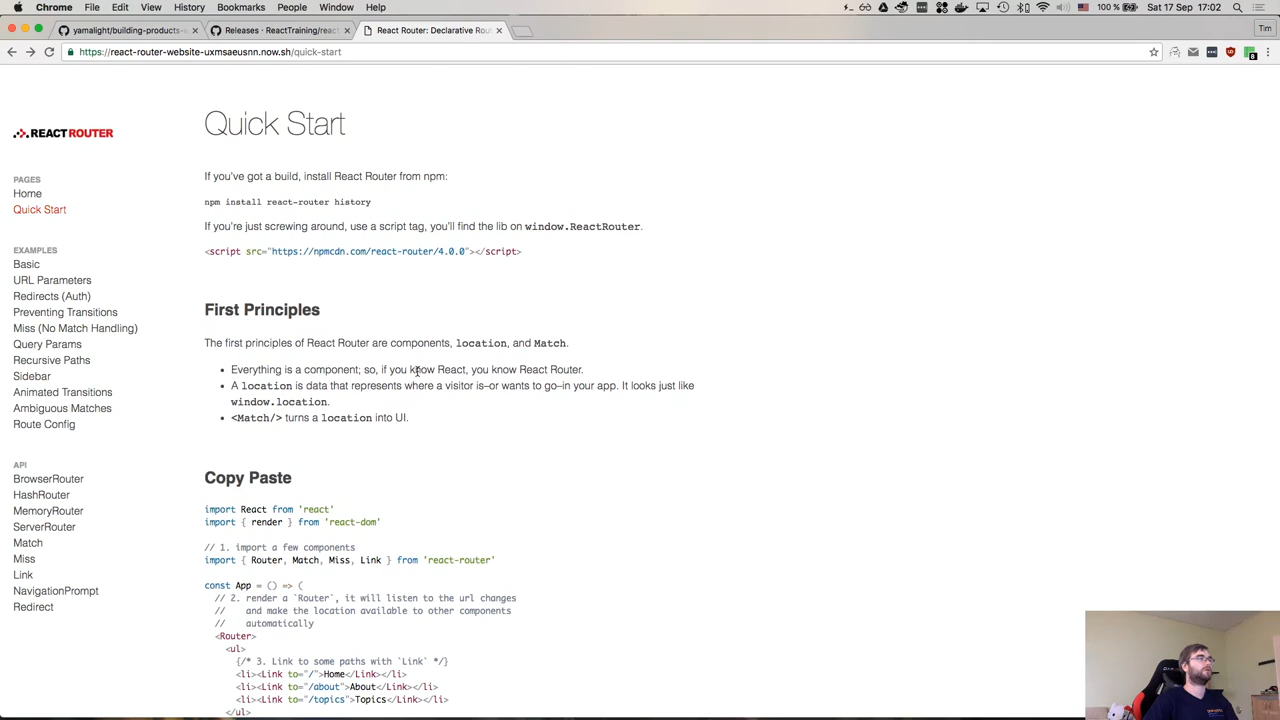 Chrome File Edit View History Bookmarks People Window Help
100 % Sat 17 Sep 17:02
yamalight/building-products-
Releases · ReactTraining/reac
React Router: Declarative Rou
Tim
https://react-router-website-uxmsaeusnn.now.sh/quick-start
REACTROUTER
PAGES
Home
Quick Start
EXAMPLES
Basic
URL Parameters
Redirects (Auth)
Preventing Transitions
Miss (No Match Handling)
Query Params
Recursive Paths
Sidebar
Animated Transitions
Ambiguous Matches
Route Config
API
BrowserRouter
HashRouter
MemoryRouter
ServerRouter
Match
Miss
Link
NavigationPrompt
Redirect
Quick Start
If you've got a build, install React Router from npm:
npm install react-router history
If you're just screwing around, use a script tag, you'll find the lib on window.ReactRouter.
<script src="https://npmcdn.com/react-router/4.0.0"></script>
First Principles
The first principles of React Router are components, location, and Match.
• Everything is a component; so, if you know React, you know React Router.
• A location is data that represents where a visitor is–or wants to go–in your app. It looks just like
window.location.
• <Match/> turns a location into UI.
Copy Paste
import React from 'react'
import { render } from 'react-dom'
// 1. import a few components
import { Router, Match, Miss, Link } from 'react-router'
const App = () => (
// 2. render a `Router`, it will listen to the url changes
// and make the location available to other components
// automatically
<Router>
<ul>
{/* 3. Link to some paths with `Link` */}
<li><Link to="/">Home</Link></li>
<li><Link to="/about">About</Link></li>
<li><Link to="/topics">Topics</Link></li>
</ul>